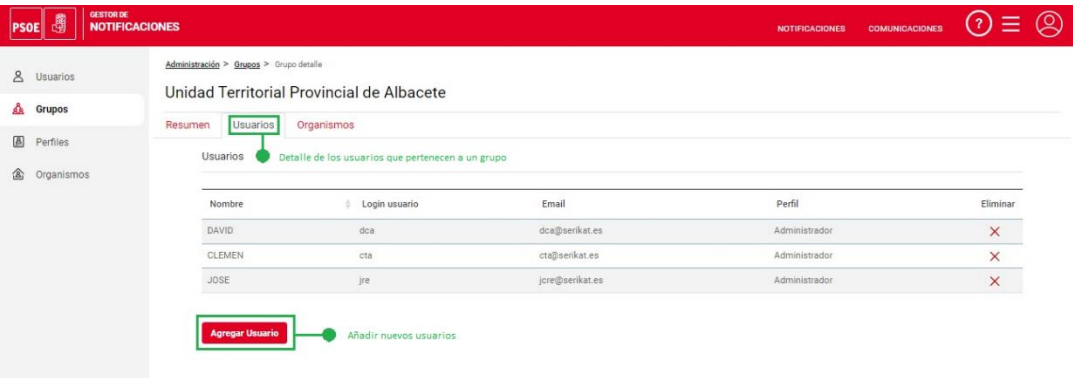 PSOE
GESTOR DE
NOTIFICACIONES
NOTIFICACIONES
COMUNICACIONES
?
Usuarios
Grupos
Perfiles
Organismos
Administración > Grupos > Grupo detalle
Unidad Territorial Provincial de Albacete
Resumen Usuarios Organismos
Usuarios Detalle de los usuarios que pertenecen a un grupo
Nombre Login usuario Email Perfil Eliminar
DAVID dca dca@serikat.es Administrador
CLEMEN cta cta@serikat.es Administrador
JOSE jre jcre@serikat.es Administrador
Agregar Usuario Añadir nuevos usuarios